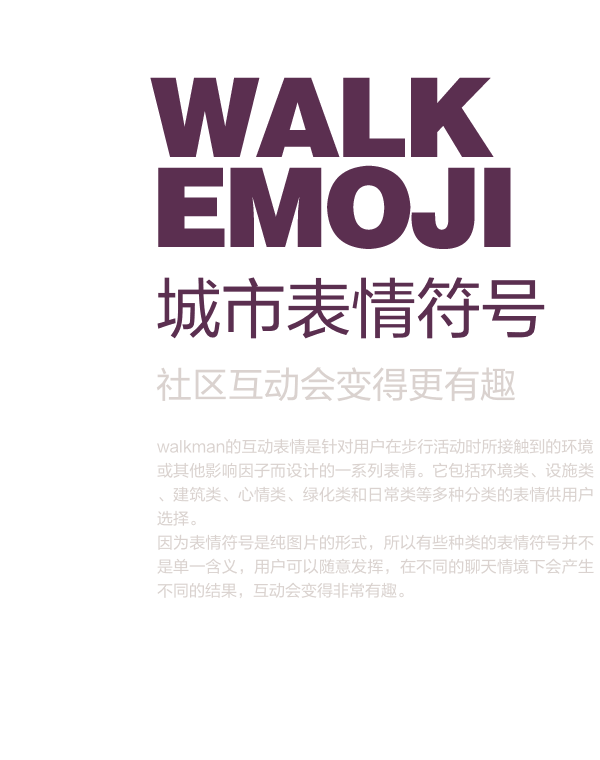 WALK
EMOJI
城市表情符号
社区互动会变得更有趣
walkman的互动表情是针对用户在步行活动时所接触到的环境
或其他影响因子而设计的一系列表情。它包括环境类、设施类
、建筑类、心情类、绿化类和日常类等多种分类的表情供用户
选择。
因为表情符号是纯图片的形式，所以有些种类的表情符号并不
是单一含义，用户可以随意发挥，在不同的聊天情境下会产生
不同的结果，互动会变得非常有趣。